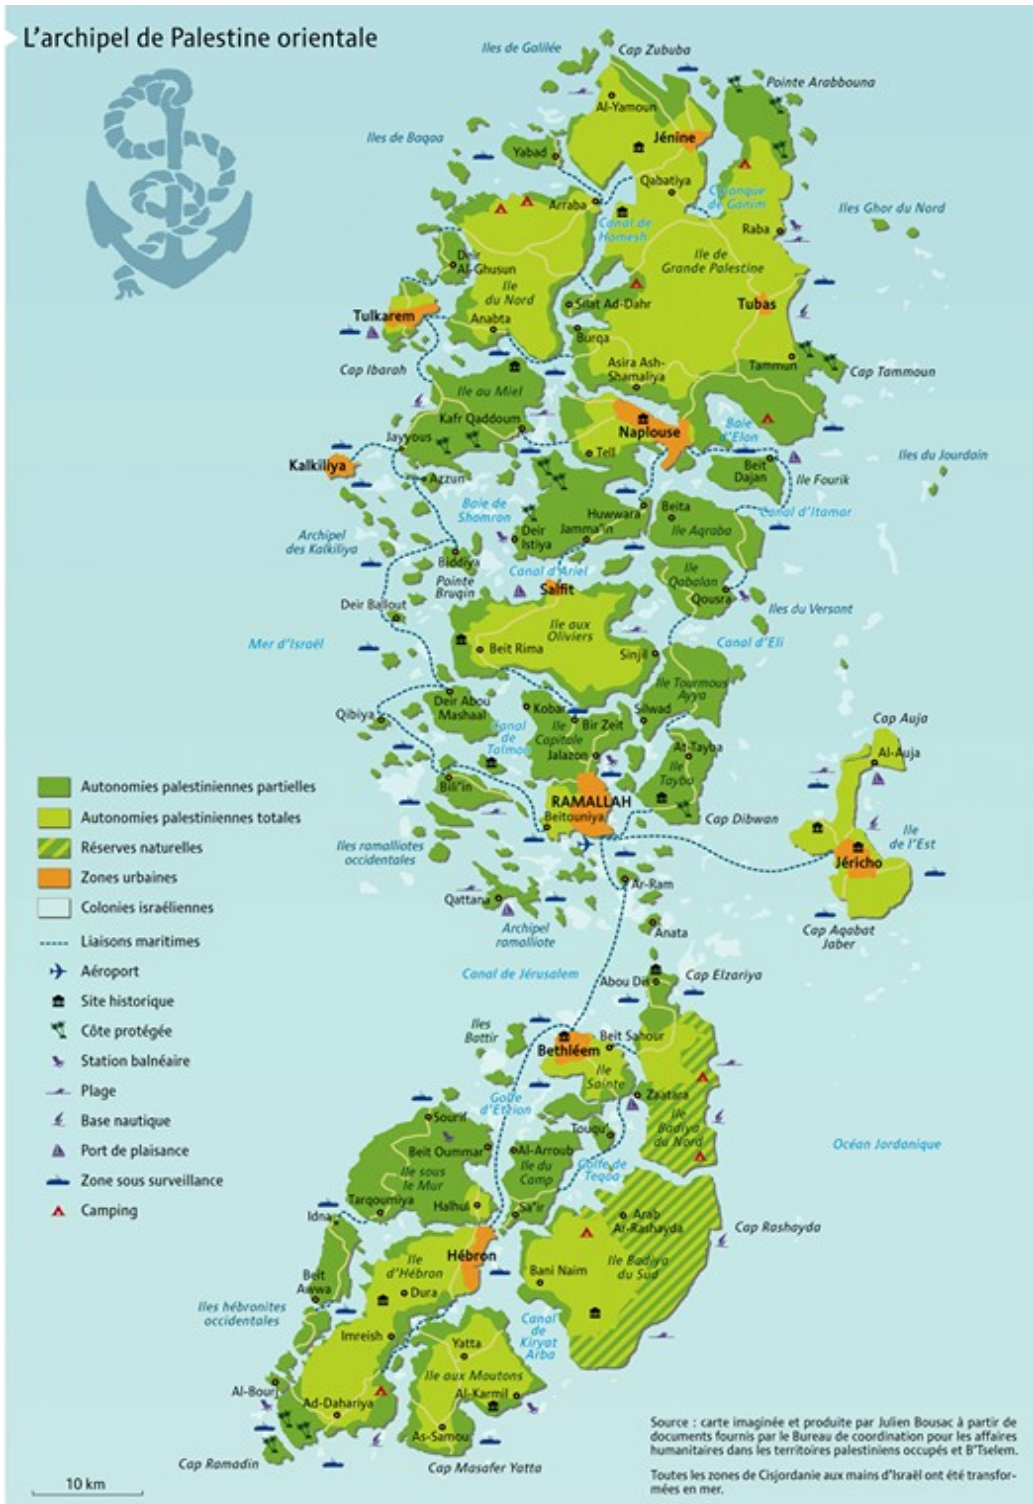 L'archipel de Palestine orientale
Iles de Galilée
Cap Zububa
Pointe Arabbouna
Al-Yamoun
Iles de Baqaa
Jénine
Yabad
Qabatiya
Calanque
de Ganim
Arraba
Iles Ghor du Nord
Canal de
Homesh
Raba
Deir
Al-Ghusun
Ile de
Grande Palestine
Ile
du Nord
Silat Ad-Dahr
Tubas
Tulkarem
Anabta
Burqa
Cap Ibarah
Asira Ash-
Shamaliya
Tammun
Cap Tammoun
Ile au Miel
Kafr Qaddoum
Naplouse
Baie
d'Elon
Jayyous
Tell
Iles du Jourdain
Kalkiliya
Azzun
Beit
Dajan
Ile Fourik
Baie de
Shomron
Huwwara
Beita
Canal d'Itamar
Archipel
des Kalkiliya
Deir
Istiya
Jamma'in
Ile Aqraba
Biddiya
Canal d'Ariel
Ile
Qabalan
Pointe
Bruqin
Salfit
Qousra
Deir Ballout
Iles du Versant
Ile aux
Oliviers
Mer d'Israël
Beit Rima
Sinjil
Canal d'Eli
Ile Tourmous
Ayya
Deir Abou
Mashaal
Kobar
Silwad
Qibiya
Canal
de
Talmon
Ile
Capitale
Bir Zeit
Cap Auja
Jalazon
At-Tayba
Al-Auja
Ile
Tayba
Bili'in
RAMALLAH
Beitouniya
Cap Dibwan
Ile
de l'Est
Iles ramalliotes
occidentales
Jéricho
Ar-Ram
Qattana
Archipel
ramalliote
Anata
Cap Aqabat
Jaber
Canal de Jérusalem
Abou Dis
Cap Elzariya
Iles
Battir
Bethléem
Beit Sahour
Ile
Sainte
Zaatara
Golfe
d'Etzion
Ile
Badiya
du Nord
Sourif
Touqu'
Océan Jordanique
Beit Oummar
Al-Arroub
Ile sous
le Mur
Ile du
Camp
Golfe de
Teqoa
Tarqoumiya
Halhul
Sa'ir
Idna
Arab
Ar-Rashayda
Cap Rashayda
Hébron
Ile
d'Hébron
Ile Badiya
du Sud
Beit
Awwa
Bani Naim
Dura
Iles hébronites
occidentales
Canal
de
Kiryat
Arba
Imreish
Yatta
Ile aux Moutons
Al-Bourj
Al-Karmil
Ad-Dahariya
As-Samou
Cap Ramadin
Cap Masafer Yatta
Autonomies palestiniennes partielles
Autonomies palestiniennes totales
Réserves naturelles
Zones urbaines
Colonies israéliennes
Liaisons maritimes
Aéroport
Site historique
Côte protégée
Station balnéaire
Plage
Base nautique
Port de plaisance
Zone sous surveillance
Camping
10 km
Source : carte imaginée et produite par Julien Bousac à partir de
documents fournis par le Bureau de coordination pour les affaires
humanitaires dans les territoires palestiniens occupés et B'Tselem.
Toutes les zones de Cisjordanie aux mains d'Israël ont été transfor-
mées en mer.